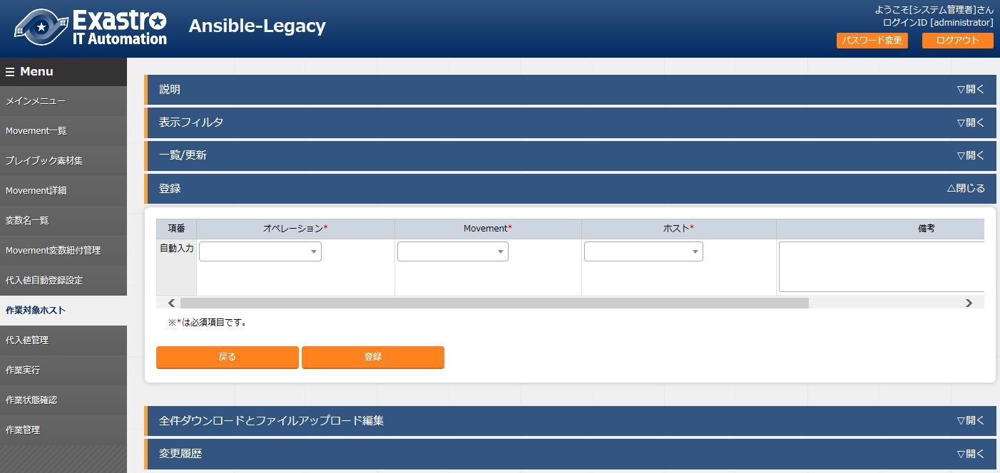 Exastro
IT Automation
Ansible-Legacy
ようこそ[システム管理者]さん
ログインID [administrator]
パスワード変更 ログアウト
☰ Menu
メインメニュー
Movement一覧
プレイブック素材集
Movement詳細
変数名一覧
Movement変数紐付管理
代入値自動登録設定
作業対象ホスト
代入値管理
作業実行
作業状態確認
作業管理
説明 ▽開く
表示フィルタ ▽開く
一覧/更新 ▽開く
登録 △閉じる
項番 オペレーション* Movement* ホスト* 備考
自動入力
※*は必須項目です。
戻る 登録
全件ダウンロードとファイルアップロード編集 ▽開く
変更履歴 ▽開く